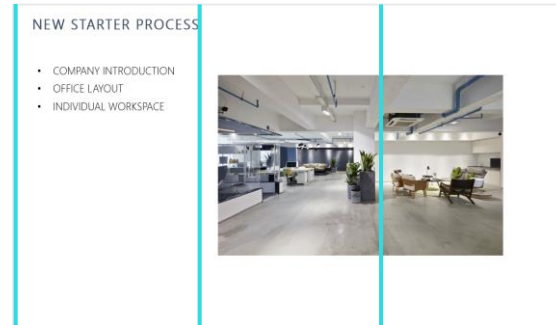 NEW STARTER PROCESS
• COMPANY INTRODUCTION
• OFFICE LAYOUT
• INDIVIDUAL WORKSPACE